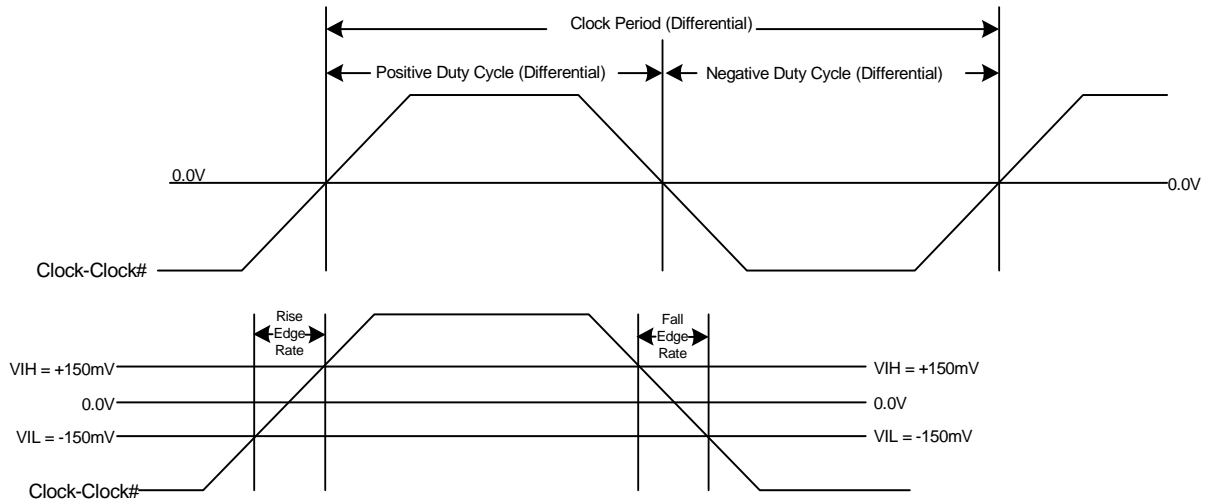 Clock Period (Differential)
Positive Duty Cycle (Differential)
Negative Duty Cycle (Differential)
0.0V
0.0V
Clock-Clock#
Rise
Edge
Rate
Fall
Edge
Rate
VIH = +150mV
VIH = +150mV
0.0V
0.0V
VIL = -150mV
VIL = -150mV
Clock-Clock#